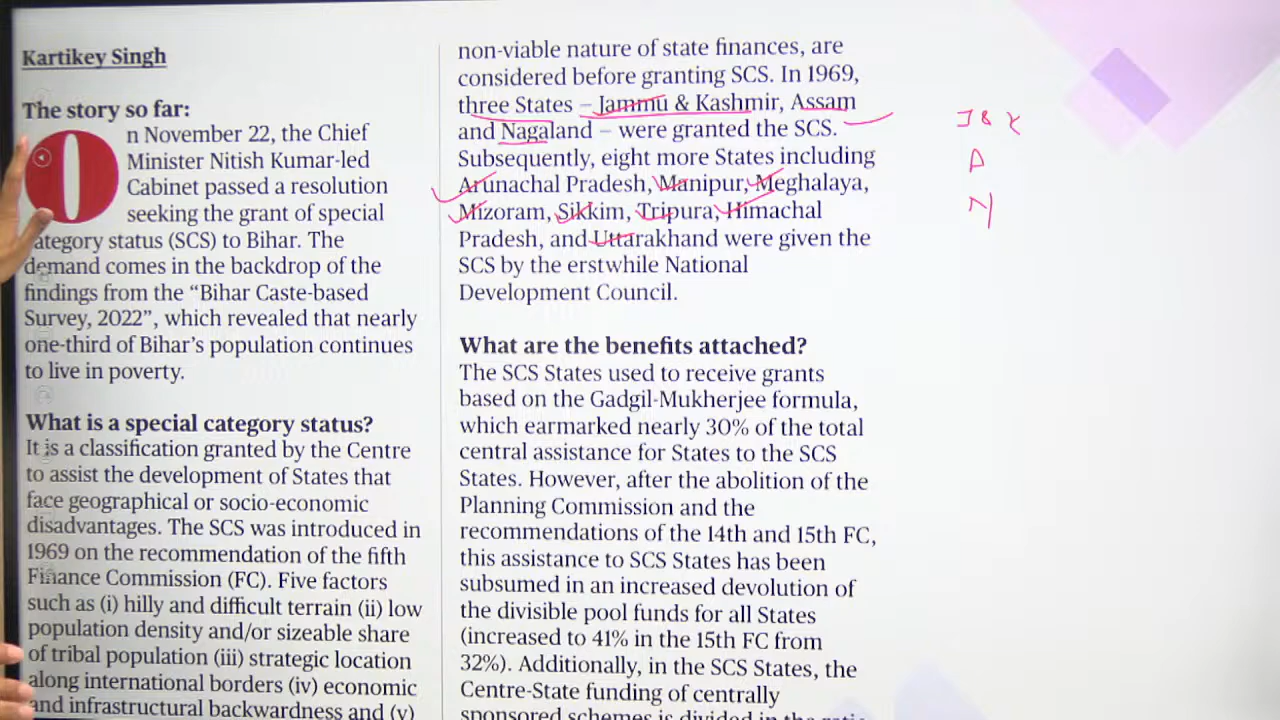 Kartikey Singh
The story so far:
On November 22, the Chief
Minister Nitish Kumar-led
Cabinet passed a resolution
seeking the grant of special
category status (SCS) to Bihar. The
demand comes in the backdrop of the
findings from the “Bihar Caste-based
Survey, 2022”, which revealed that nearly
one-third of Bihar’s population continues
to live in poverty.
What is a special category status?
It is a classification granted by the Centre
to assist the development of States that
face geographical or socio-economic
disadvantages. The SCS was introduced in
1969 on the recommendation of the fifth
Finance Commission (FC). Five factors
such as (i) hilly and difficult terrain (ii) low
population density and/or sizeable share
of tribal population (iii) strategic location
along international borders (iv) economic
and infrastructural backwardness and (v)
non-viable nature of state finances, are
considered before granting SCS. In 1969,
three States – Jammu & Kashmir, Assam
and Nagaland – were granted the SCS.
Subsequently, eight more States including
Arunachal Pradesh, Manipur, Meghalaya,
Mizoram, Sikkim, Tripura, Himachal
Pradesh, and Uttarakhand were given the
SCS by the erstwhile National
Development Council.
What are the benefits attached?
The SCS States used to receive grants
based on the Gadgil-Mukherjee formula,
which earmarked nearly 30% of the total
central assistance for States to the SCS
States. However, after the abolition of the
Planning Commission and the
recommendations of the 14th and 15th FC,
this assistance to SCS States has been
subsumed in an increased devolution of
the divisible pool funds for all States
(increased to 41% in the 15th FC from
32%). Additionally, in the SCS States, the
Centre-State funding of centrally
sponsored schemes is divided in the ratio
J & K
A
N